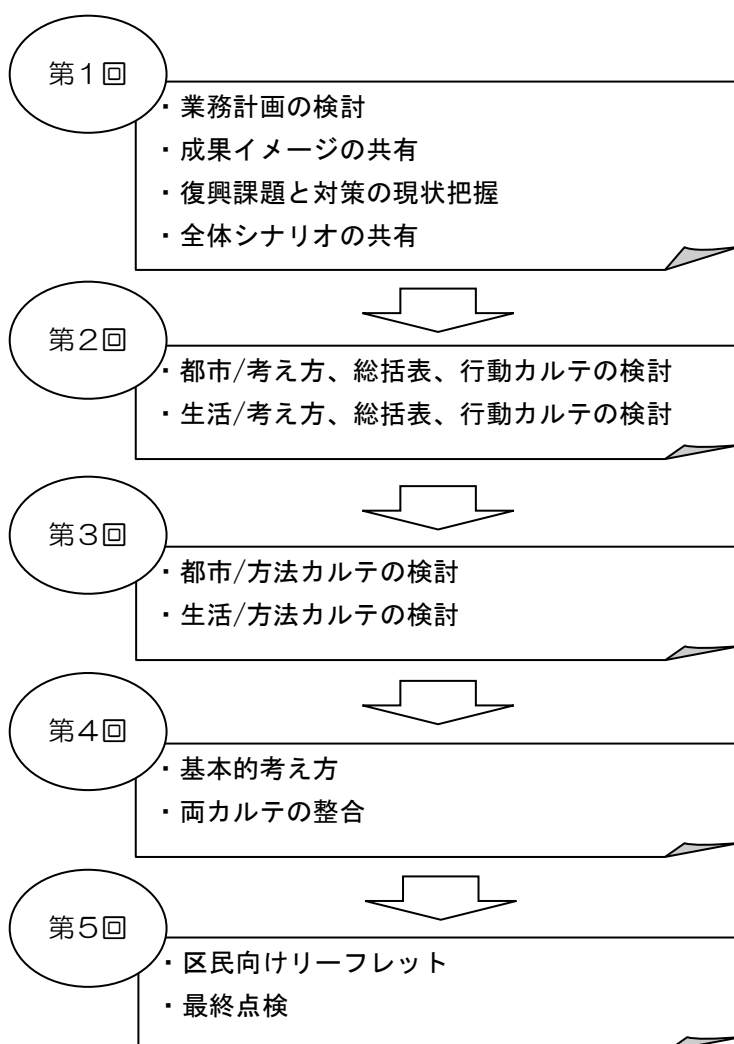 第1回
・業務計画の検討
・成果イメージの共有
・復興課題と対策の現状把握
・全体シナリオの共有
第2回
・都市/考え方、総括表、行動カルテの検討
・生活/考え方、総括表、行動カルテの検討
第3回
・都市/方法カルテの検討
・生活/方法カルテの検討
第4回
・基本的考え方
・両カルテの整合
第5回
・区民向けリーフレット
・最終点検